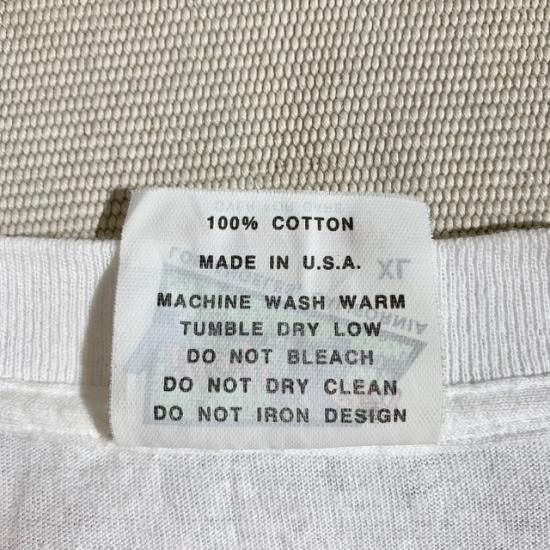 100% COTTON
MADE IN U.S.A.
MACHINE WASH WARM
TUMBLE DRY LOW
DO NOT BLEACH
DO NOT DRY CLEAN
DO NOT IRON DESIGN